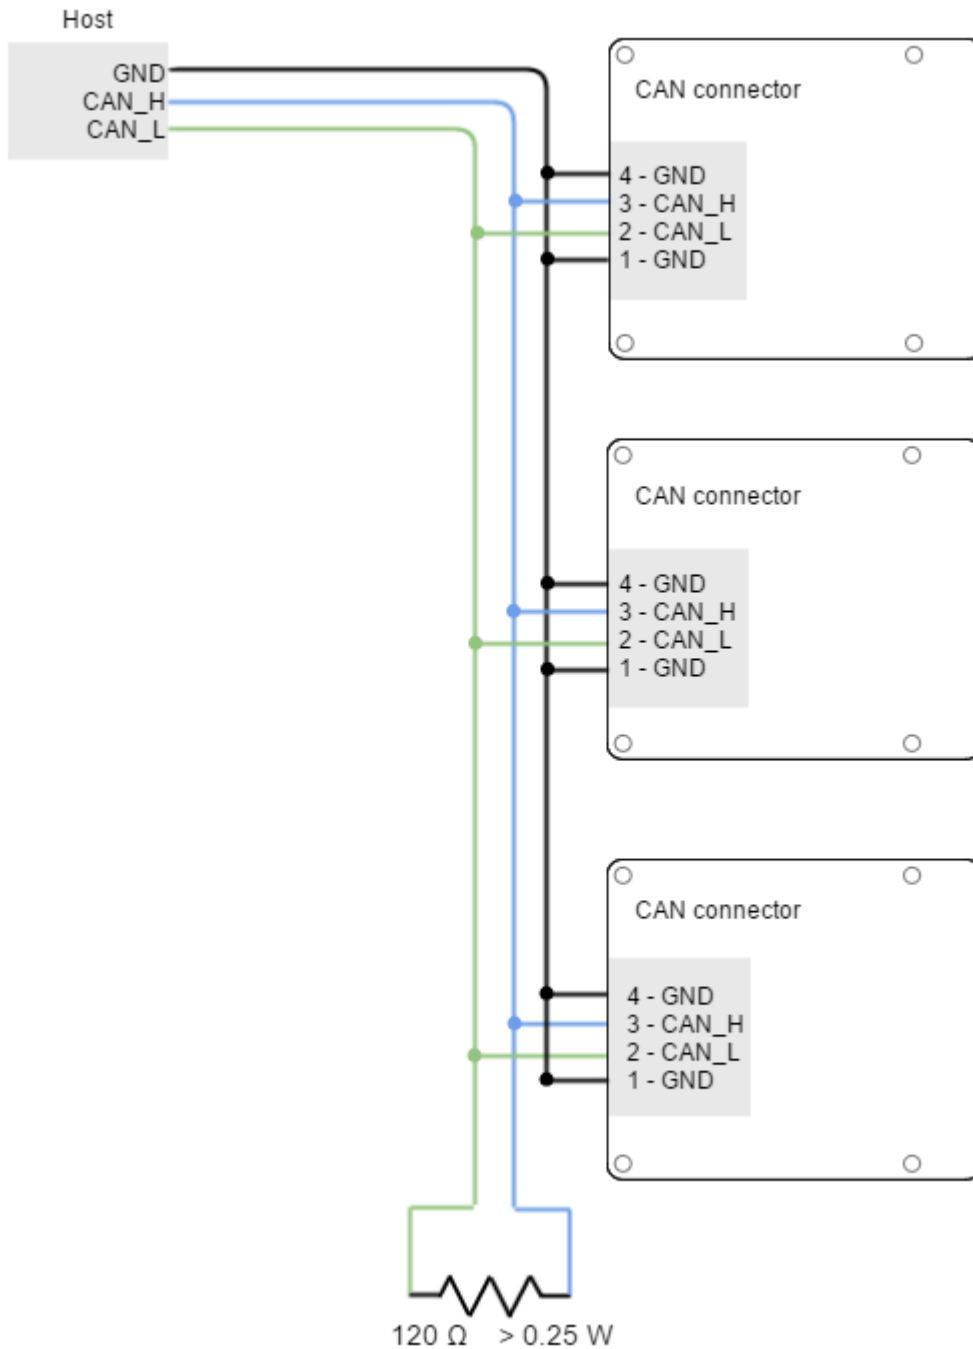 Host
GND
CAN_H
CAN_L
CAN connector
4 - GND
3 - CAN_H
2 - CAN_L
1 - GND
CAN connector
4 - GND
3 - CAN_H
2 - CAN_L
1 - GND
CAN connector
4 - GND
3 - CAN_H
2 - CAN_L
1 - GND
120 Ω > 0.25 W